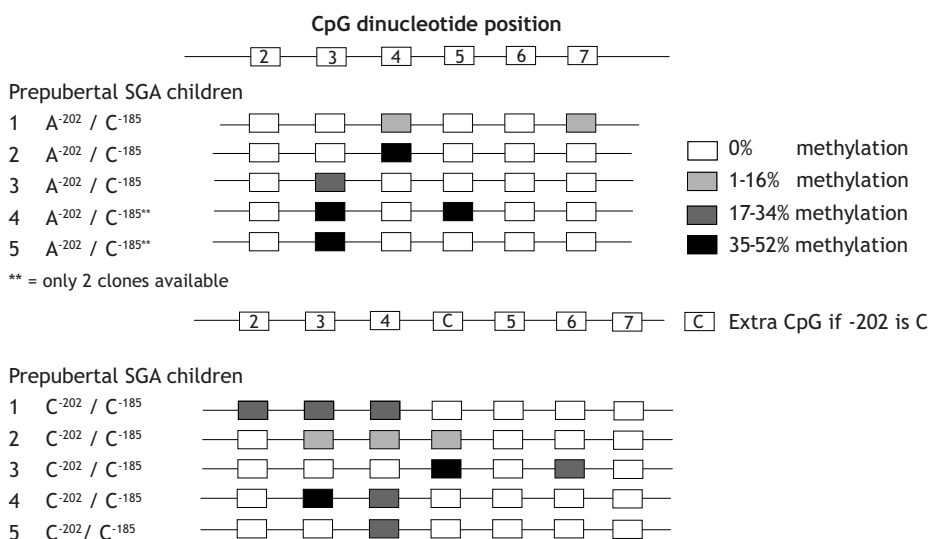 CpG dinucleotide position
2 3 4 5 6 7
Prepubertal SGA children
1 A-202 / C-185
2 A-202 / C-185
3 A-202 / C-185
4 A-202 / C-185**
5 A-202 / C-185**
** = only 2 clones available
0% methylation
1-16% methylation
17-34% methylation
35-52% methylation
2 3 4 C 5 6 7
C Extra CpG if -202 is C
Prepubertal SGA children
1 C-202 / C-185
2 C-202 / C-185
3 C-202 / C-185
4 C-202 / C-185
5 C-202/ C-185